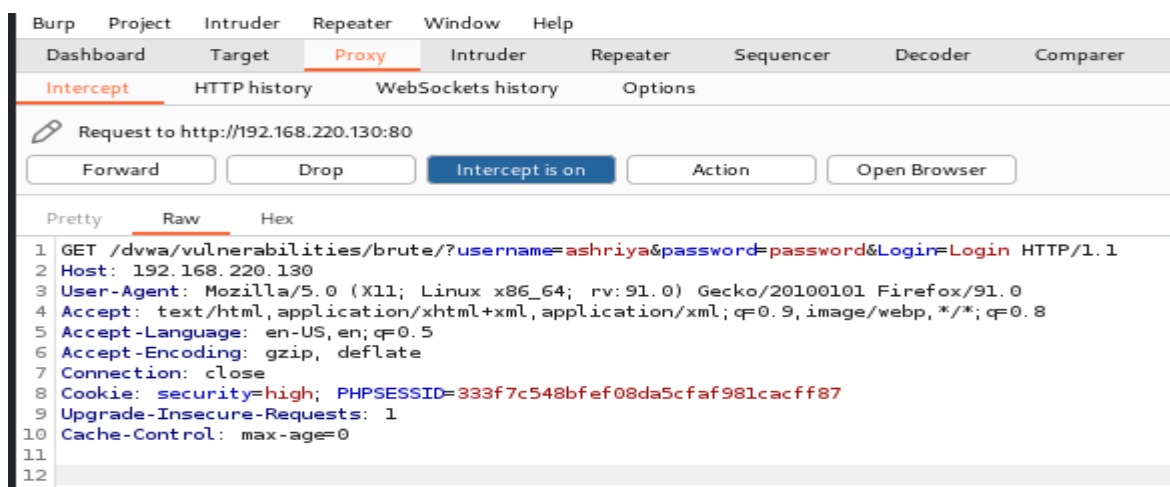 Burp Project Intruder Repeater Window Help
Dashboard Target Proxy Intruder Repeater Sequencer Decoder Comparer
Intercept HTTP history WebSockets history Options
Request to http://192.168.220.130:80
Forward Drop Intercept is on Action Open Browser
Pretty Raw Hex
1 GET /dvwa/vulnerabilities/brute/?username=ashriya&password=password&Login=Login HTTP/1.1
2 Host: 192.168.220.130
3 User-Agent: Mozilla/5.0 (X11; Linux x86_64; rv:91.0) Gecko/20100101 Firefox/91.0
4 Accept: text/html,application/xhtml+xml,application/xml;q=0.9,image/webp,*/*;q=0.8
5 Accept-Language: en-US,en;q=0.5
6 Accept-Encoding: gzip, deflate
7 Connection: close
8 Cookie: security=high; PHPSESSID=333f7c548bfef08da5cfaf981cacff87
9 Upgrade-Insecure-Requests: 1
10 Cache-Control: max-age=0
11
12